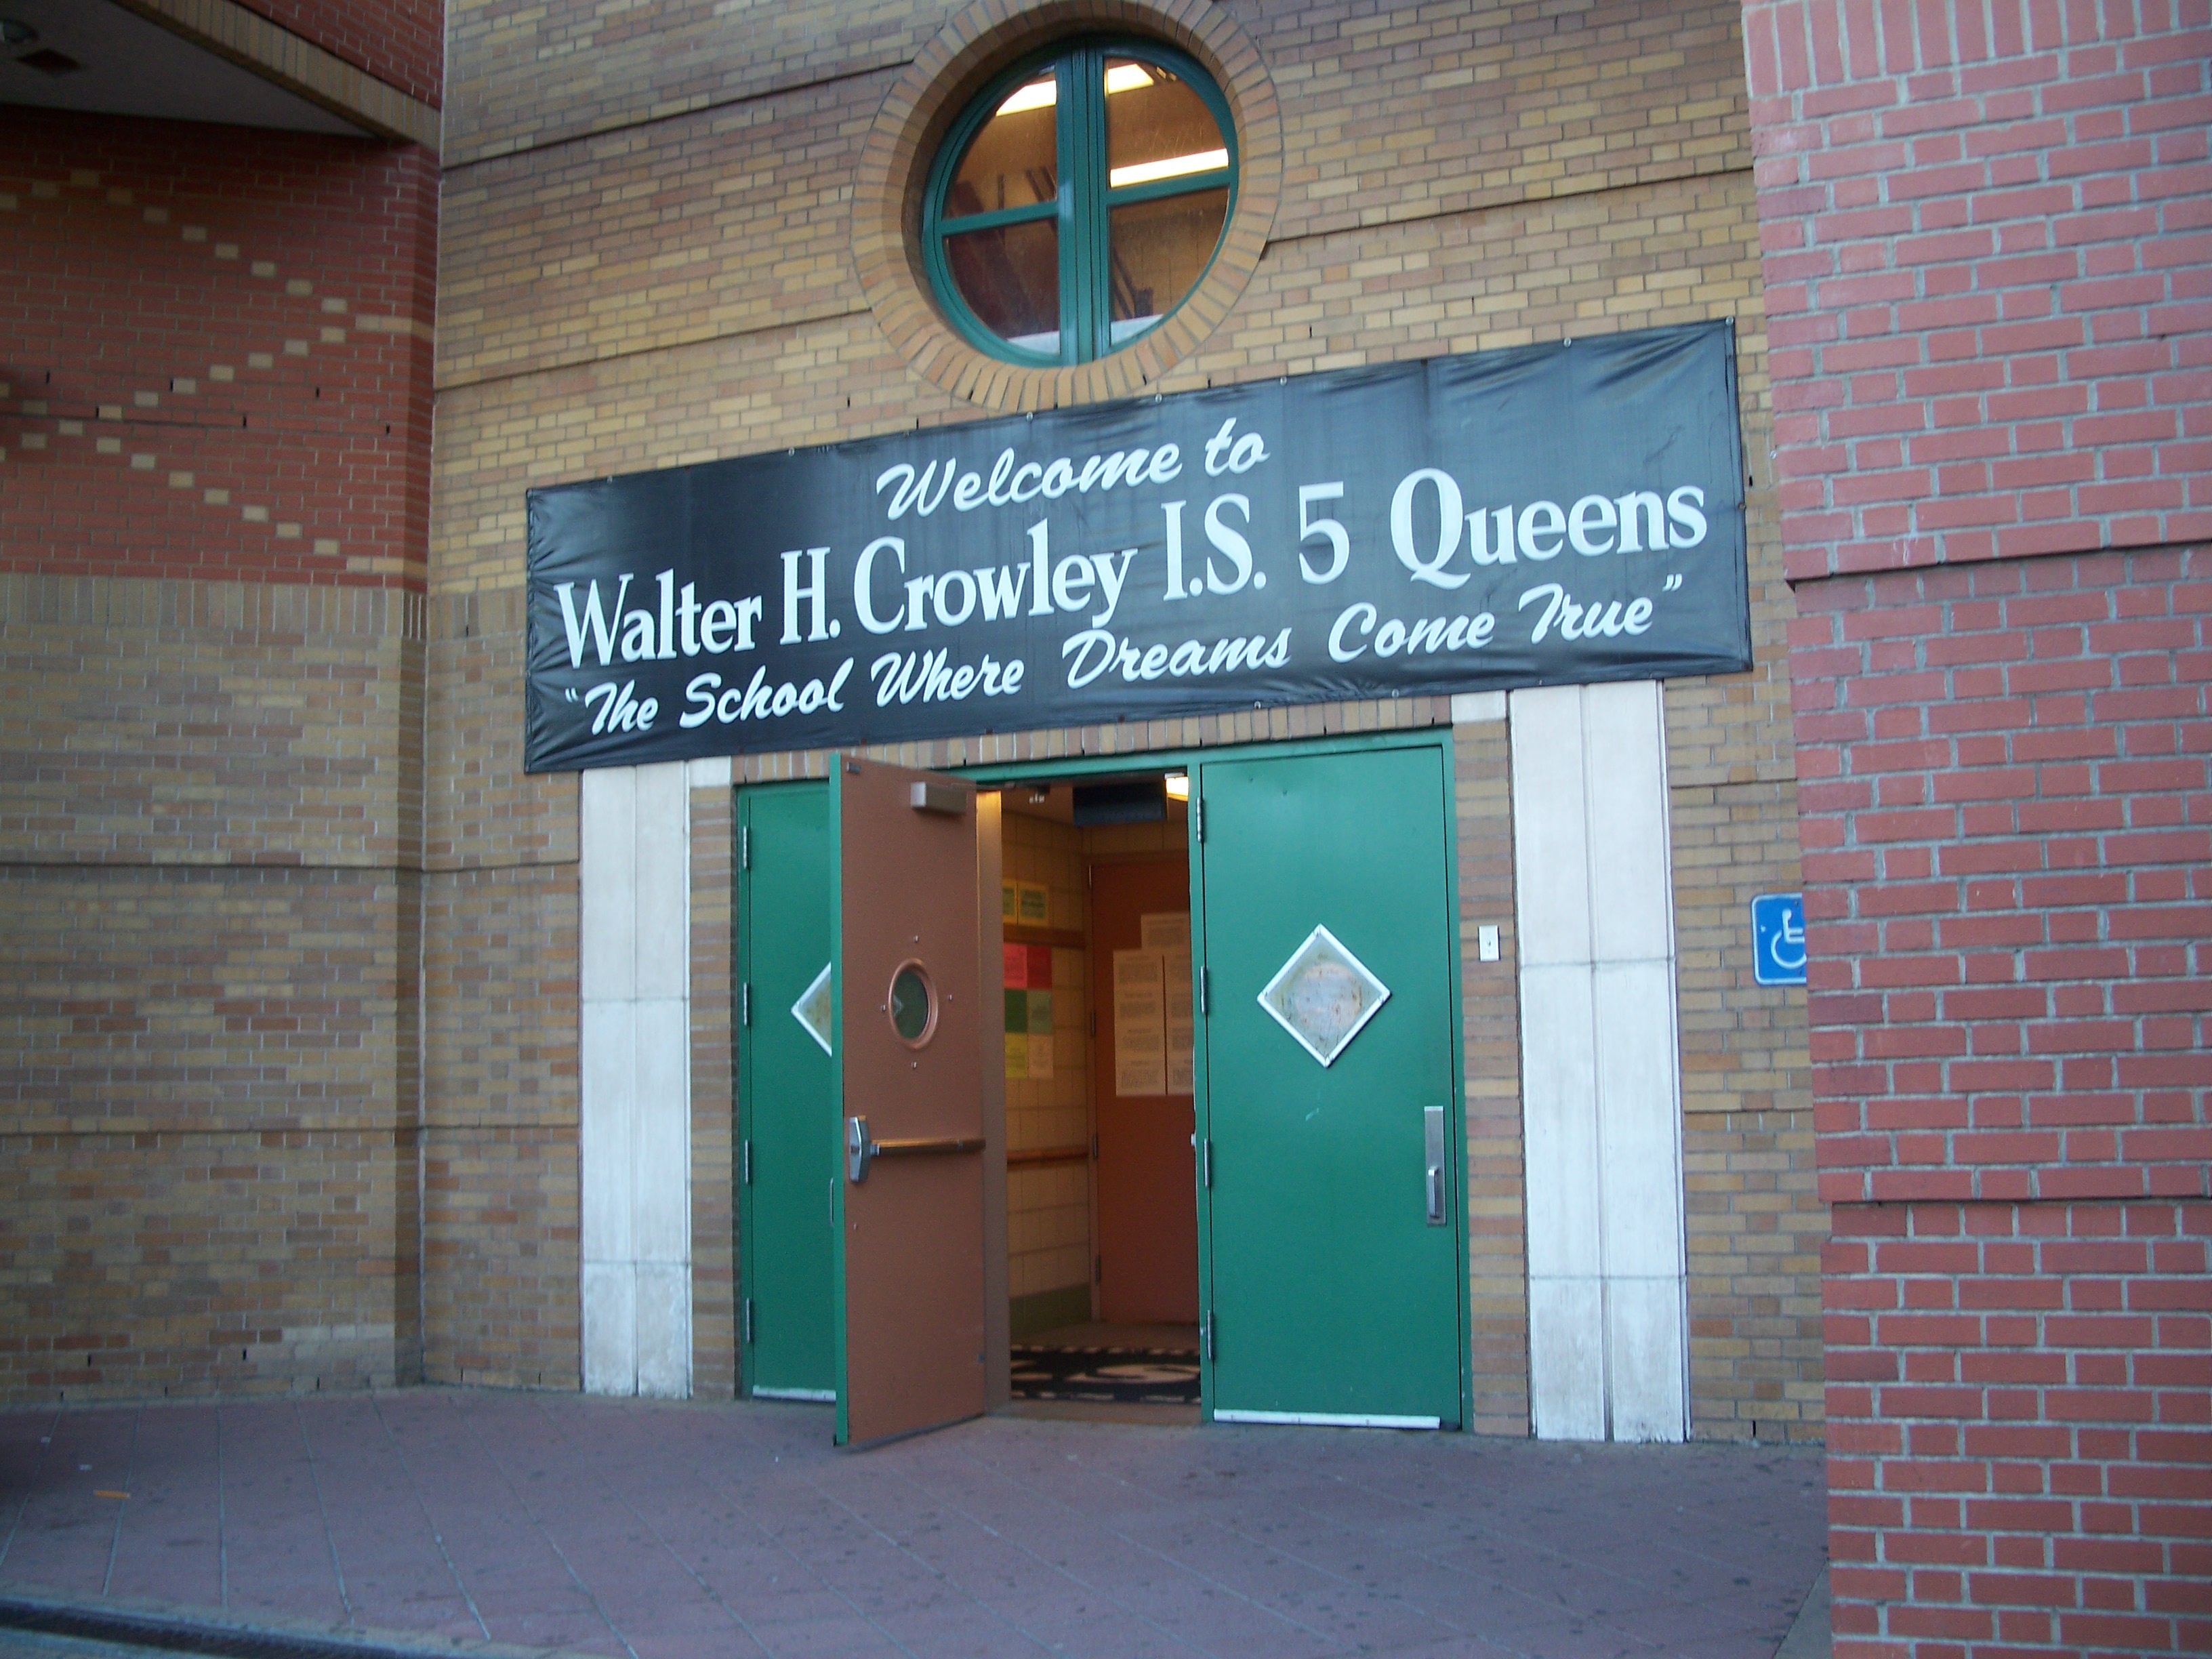 Welcome to
Walter H. Crowley I.S. 5 Queens
"The School Where Dreams Come True"